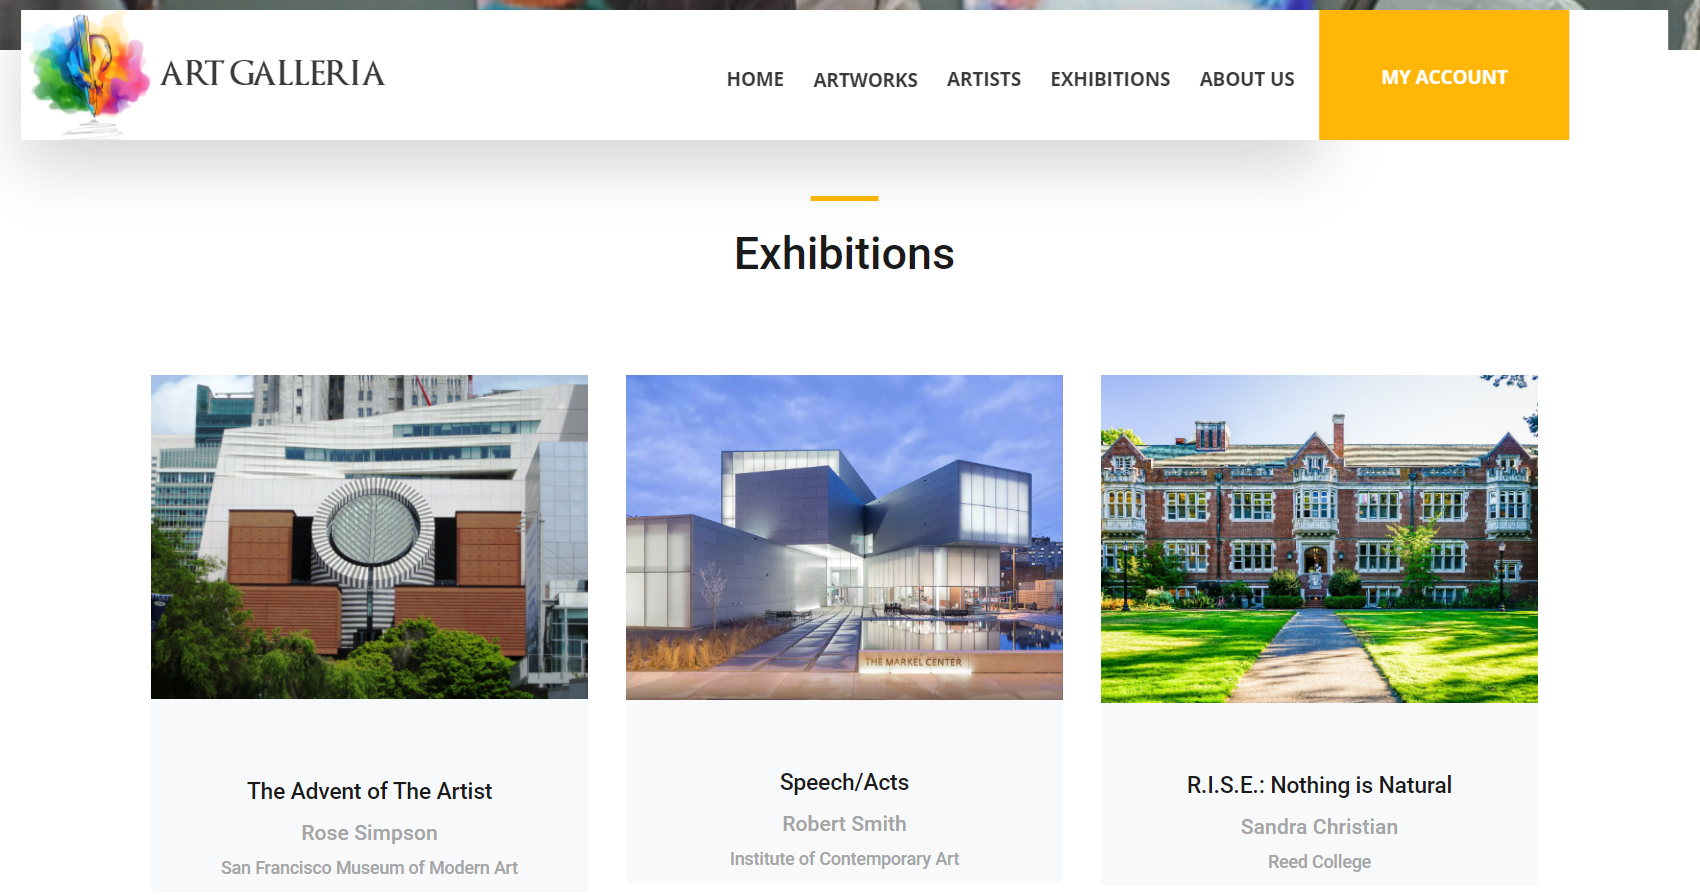 ART GALLERIA
HOME ARTWORKS ARTISTS EXHIBITIONS ABOUT US MY ACCOUNT
Exhibitions
THE MARKEL CENTER
The Advent of The Artist
Rose Simpson
San Francisco Museum of Modern Art
Speech/Acts
Robert Smith
Institute of Contemporary Art
R.I.S.E.: Nothing is Natural
Sandra Christian
Reed College